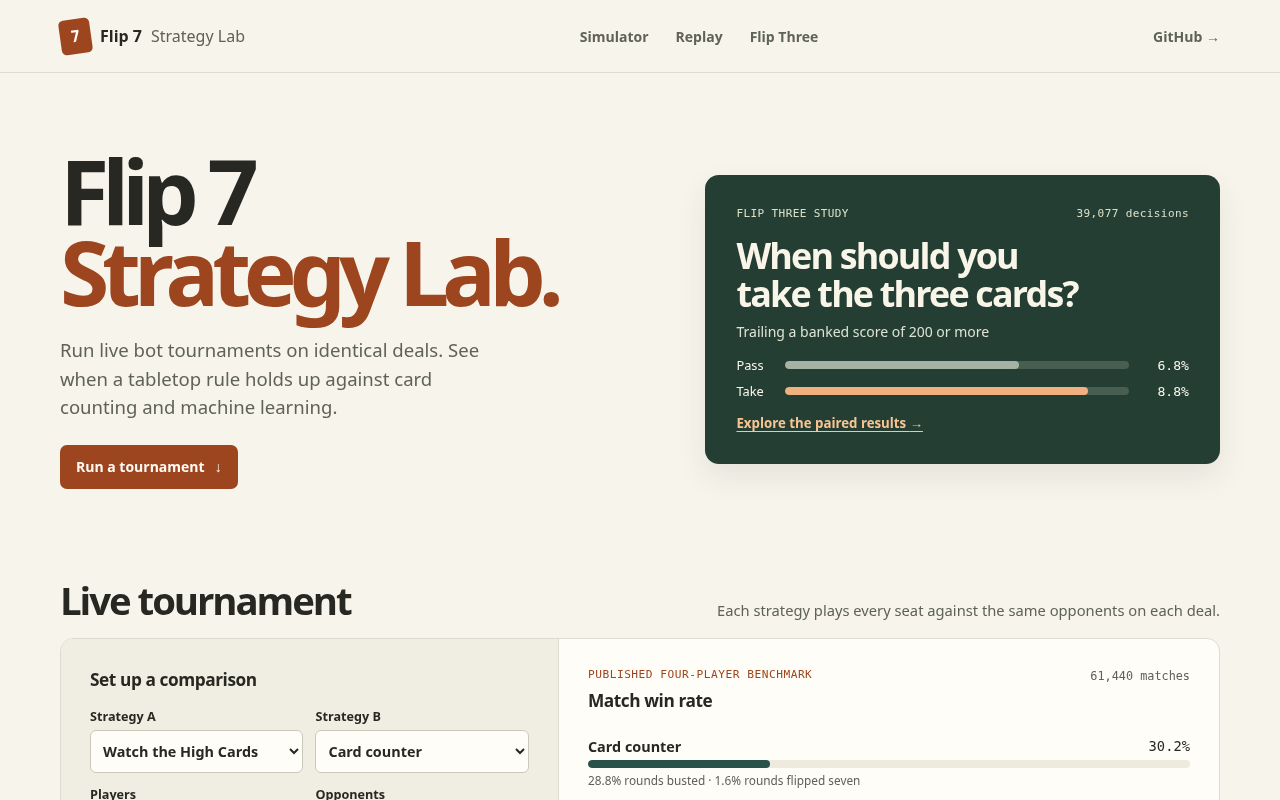 7 Flip 7 Strategy Lab
Simulator Replay Flip Three
GitHub →
Flip 7
Strategy Lab.
Run live bot tournaments on identical deals. See
when a tabletop rule holds up against card
counting and machine learning.
Run a tournament ↓
FLIP THREE STUDY 39,077 decisions
When should you
take the three cards?
Trailing a banked score of 200 or more
Pass 6.8%
Take 8.8%
Explore the paired results →
Live tournament
Each strategy plays every seat against the same opponents on each deal.
Set up a comparison
Strategy A Strategy B
Watch the High Cards Card counter
Players Opponents
PUBLISHED FOUR-PLAYER BENCHMARK 61,440 matches
Match win rate
Card counter 30.2%
28.8% rounds busted · 1.6% rounds flipped seven